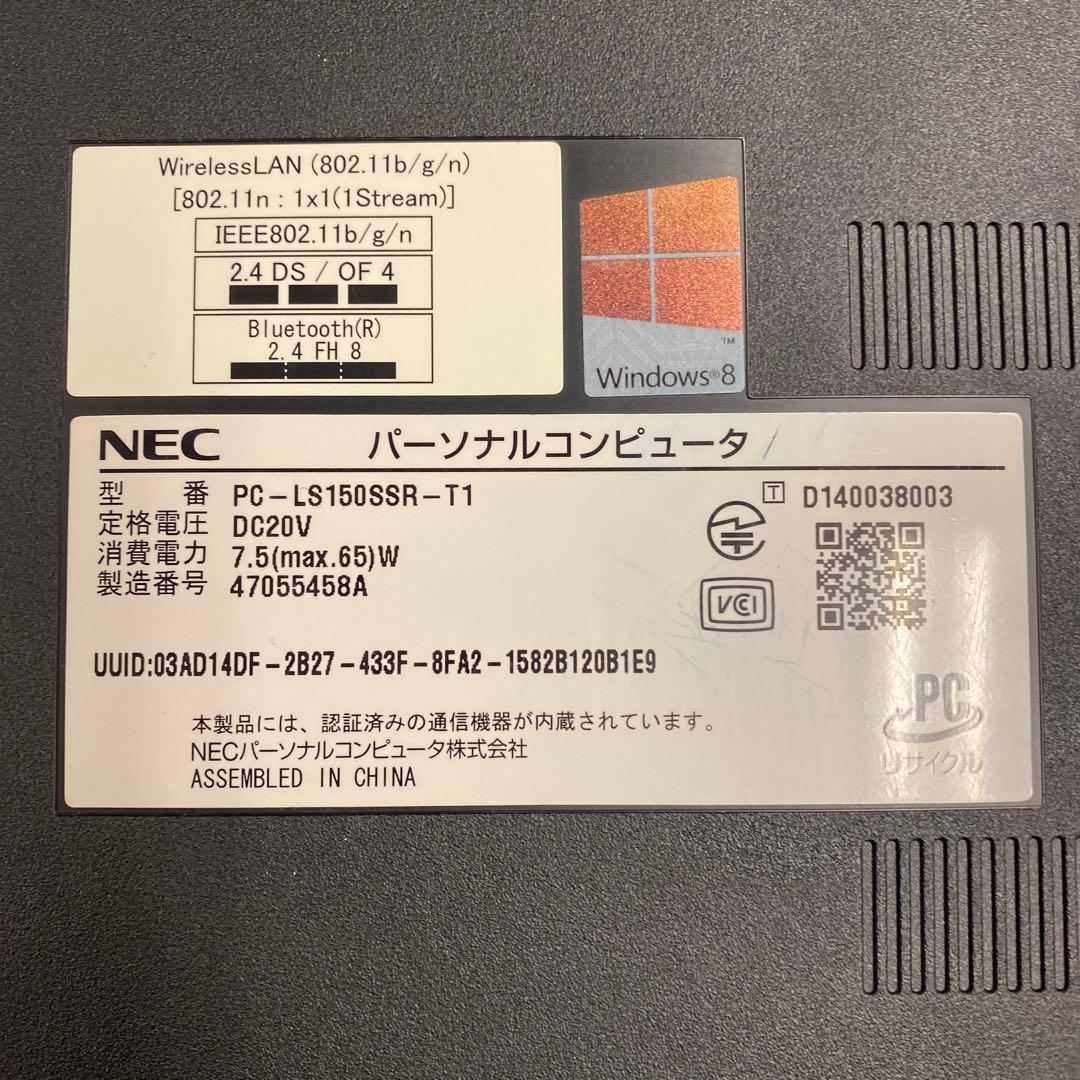 WirelessLAN (802.11b/g/n)
[802.11n : 1x1(1Stream)]
IEEE802.11b/g/n
2.4 DS / OF 4
Bluetooth(R)
2.4 FH 8
TM
Windows®8
NEC パーソナルコンピュータ
型 番 PC-LS150SSR-T1
定格電圧 DC20V
消費電力 7.5(max.65)W
製造番号 47055458A
T D140038003
VCI
UUID:03AD14DF-2B27-433F-8FA2-1582B120B1E9
本製品には、認証済みの通信機器が内蔵されています。
NECパーソナルコンピュータ株式会社
ASSEMBLED IN CHINA
PC
リサイクル